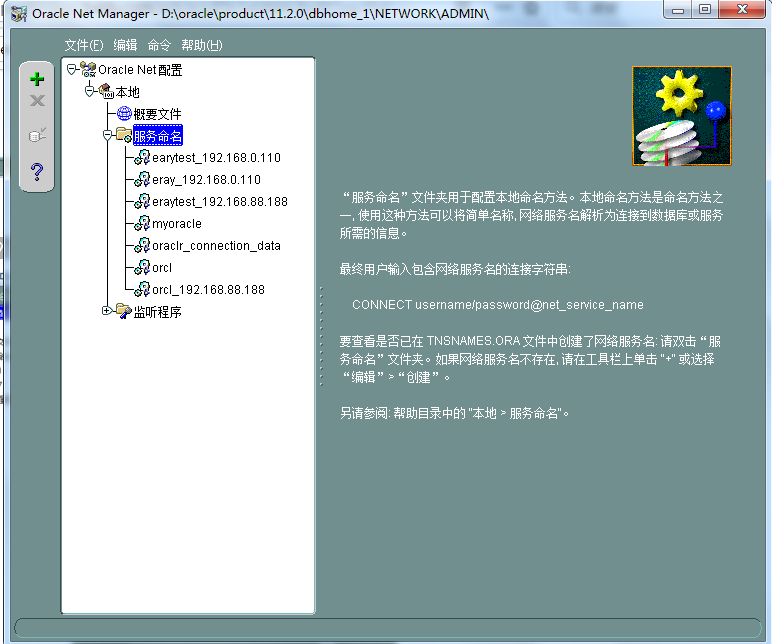 Oracle Net Manager - D:\oracle\product\11.2.0\dbhome_1\NETWORK\ADMIN\
文件(F) 编辑 命令 帮助(H)
Oracle Net 配置
本地
概要文件
服务命名
earytest_192.168.0.110
eray_192.168.0.110
eraytest_192.168.88.188
myoracle
oraclr_connection_data
orcl
orcl_192.168.88.188
监听程序
“服务命名”文件夹用于配置本地命名方法。本地命名方法是命名方法之
一, 使用这种方法可以将简单名称, 网络服务名解析为连接到数据库或服务
所需的信息。
最终用户输入包含网络服务名的连接字符串:
CONNECT username/password@net_service_name
要查看是否已在 TNSNAMES.ORA 文件中创建了网络服务名: 请双击“服
务命名”文件夹。如果网络服务名不存在, 请在工具栏上单击 "+" 或选择
“编辑”>“创建”。
另请参阅: 帮助目录中的 "本地 > 服务命名"。